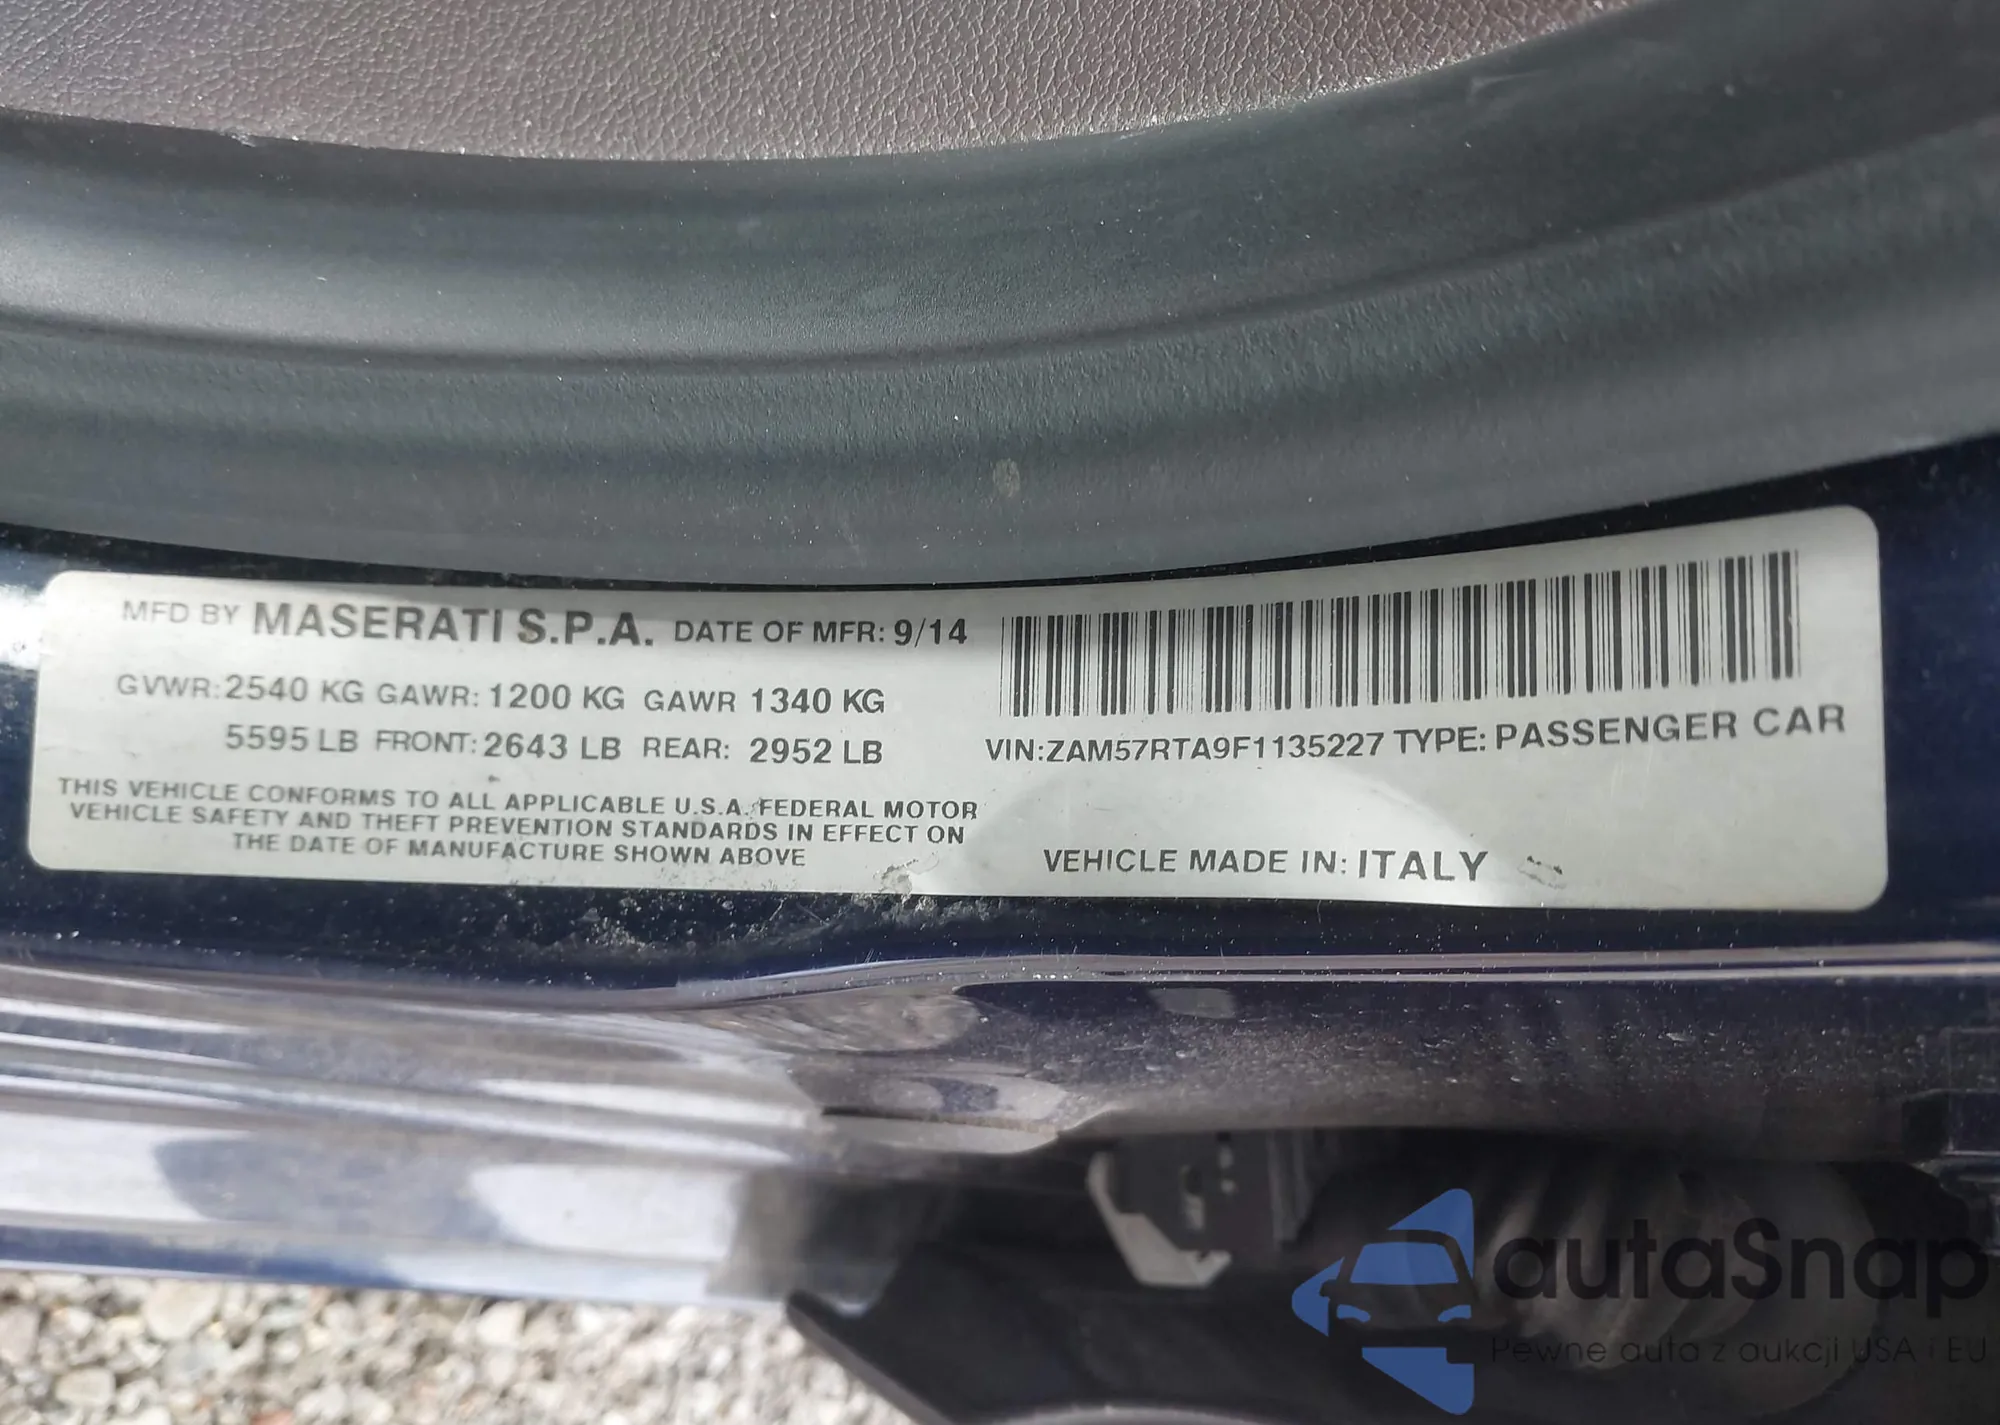 MFD BY MASERATI S.P.A. DATE OF MFR: 9/14
GVWR: 2540 KG GAWR: 1200 KG GAWR 1340 KG
5595 LB FRONT: 2643 LB REAR: 2952 LB
THIS VEHICLE CONFORMS TO ALL APPLICABLE U.S.A. FEDERAL MOTOR
VEHICLE SAFETY AND THEFT PREVENTION STANDARDS IN EFFECT ON
THE DATE OF MANUFACTURE SHOWN ABOVE
VIN:ZAM57RTA9F1135227 TYPE: PASSENGER CAR
VEHICLE MADE IN: ITALY
autaSnap
Pewne auta z aukcji USA i EU